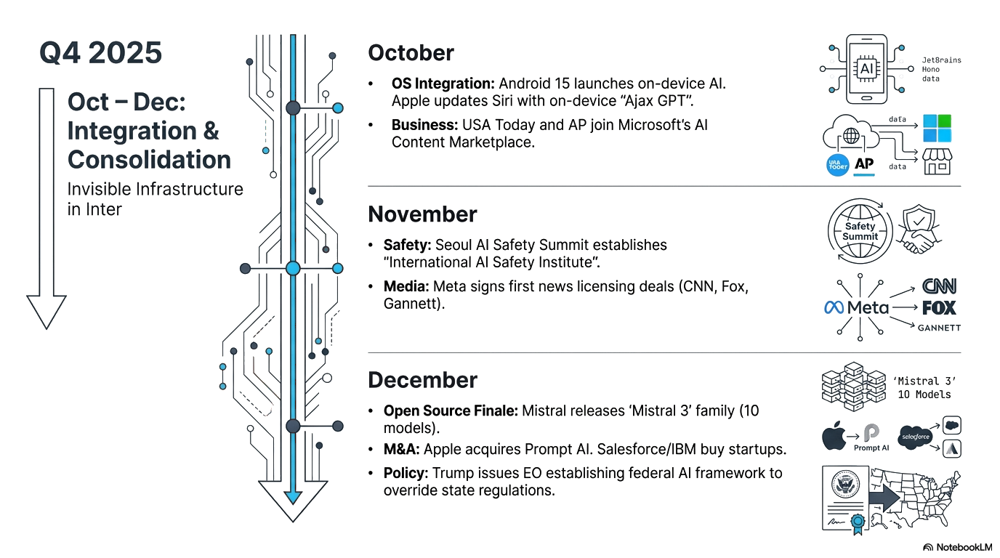 Q4 2025
Oct – Dec:
Integration &
Consolidation
Invisible Infrastructure
in Inter
October
• OS Integration: Android 15 launches on-device AI.
Apple updates Siri with on-device “Ajax GPT”.
• Business: USA Today and AP join Microsoft's AI
Content Marketplace.
AI
JetBrains
Hono
data
data
USA
TODAY
AP
data
November
• Safety: Seoul AI Safety Summit establishes
"International AI Safety Institute”.
• Media: Meta signs first news licensing deals (CNN, Fox,
Gannett).
Safety
Summit
Meta
CNN
FOX
GANNETT
December
• Open Source Finale: Mistral releases ‘Mistral 3’ family (10
models).
• M&A: Apple acquires Prompt AI. Salesforce/IBM buy startups.
• Policy: Trump issues EO establishing federal AI framework to
override state regulations.
‘Mistral 3’
10 Models
Prompt AI
salesforce
NotebookLM